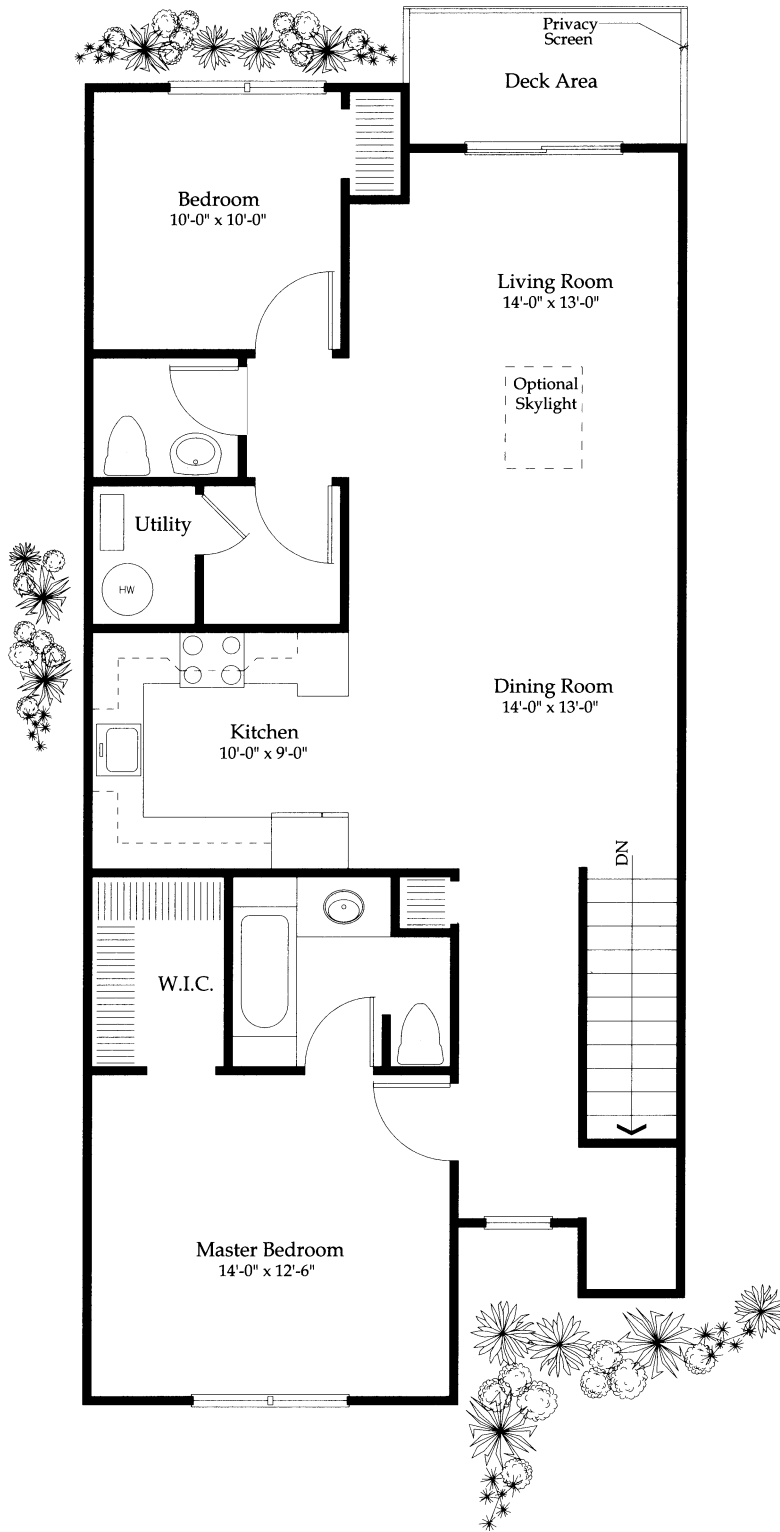 Privacy
Screen
Deck Area
Bedroom
10'-0" x 10'-0"
Living Room
14'-0" x 13'-0"
Optional
Skylight
Utility
HW
Dining Room
14'-0" x 13'-0"
Kitchen
10'-0" x 9'-0"
DN
W.I.C.
Master Bedroom
14'-0" x 12'-6"